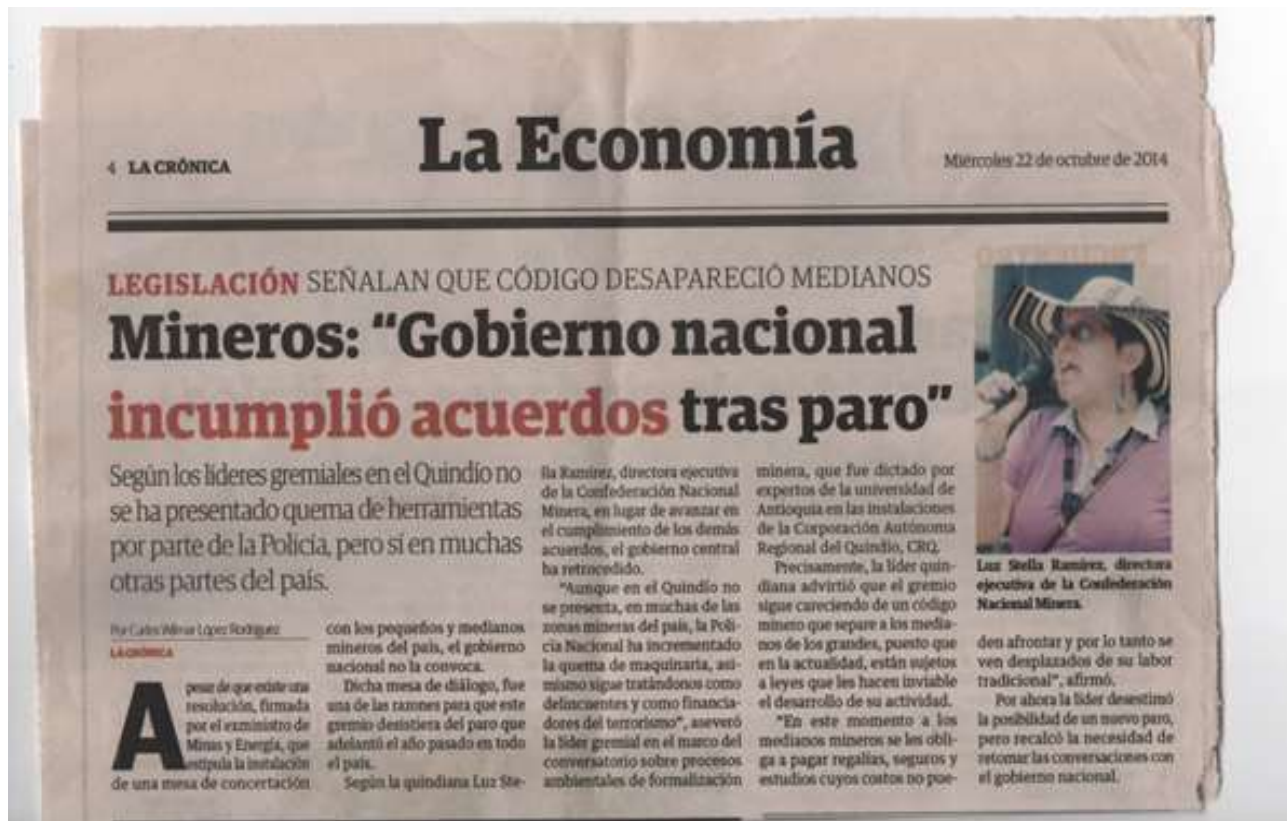 4 LA CRÓNICA
La Economía
Miércoles 22 de octubre de 2014
LEGISLACIÓN SEÑALAN QUE CÓDIGO DESAPARECIÓ MEDIANOS
Mineros: “Gobierno nacional
incumplió acuerdos tras paro”
Según los líderes gremiales en el Quindío no
se ha presentado quema de herramientas
por parte de la Policía, pero sí en muchas
otras partes del país.
Por Carlos Wilmar López Rodríguez
LA CRÓNICA
A pesar de que existe una
resolución, firmada
por el exministro de
Minas y Energía, que
estipula la instalación
de una mesa de concertación
con los pequeños y medianos
mineros del país, el gobierno
nacional no la convoca.
Dicha mesa de diálogo, fue
una de las razones para que este
gremio desistiera del paro que
adelantó el año pasado en todo
el país.
Según la quindiana Luz Ste-
lla Ramírez, directora ejecutiva
de la Confederación Nacional
Minera, en lugar de avanzar en
el cumplimiento de los demás
acuerdos, el gobierno central
ha retrocedido.
“Aunque en el Quindío no
se presenta, en muchas de las
zonas mineras del país, la Poli-
cía Nacional ha incrementado
la quema de maquinaria, asi-
mismo sigue tratándonos como
delincuentes y como financia-
dores del terrorismo”, aseveró
la líder gremial en el marco del
conversatorio sobre procesos
ambientales de formalización
minera, que fue dictado por
expertos de la universidad de
Antioquia en las instalaciones
de la Corporación Autónoma
Regional del Quindío, CRQ.
Precisamente, la líder quin-
diana advirtió que el gremio
sigue careciendo de un código
minero que separe a los media-
nos de los grandes, puesto que
en la actualidad, están sujetos
a leyes que les hacen inviable
el desarrollo de su actividad.
“En este momento a los
medianos mineros se les obli-
ga a pagar regalías, seguros y
estudios cuyos costos no pue-
Luz Stella Ramírez, directora
ejecutiva de la Confederación
Nacional Minera.
den afrontar y por lo tanto se
ven desplazados de su labor
tradicional”, afirmó.
Por ahora la líder desestimó
la posibilidad de un nuevo paro,
pero recalcó la necesidad de
retomar las conversaciones con
el gobierno nacional.